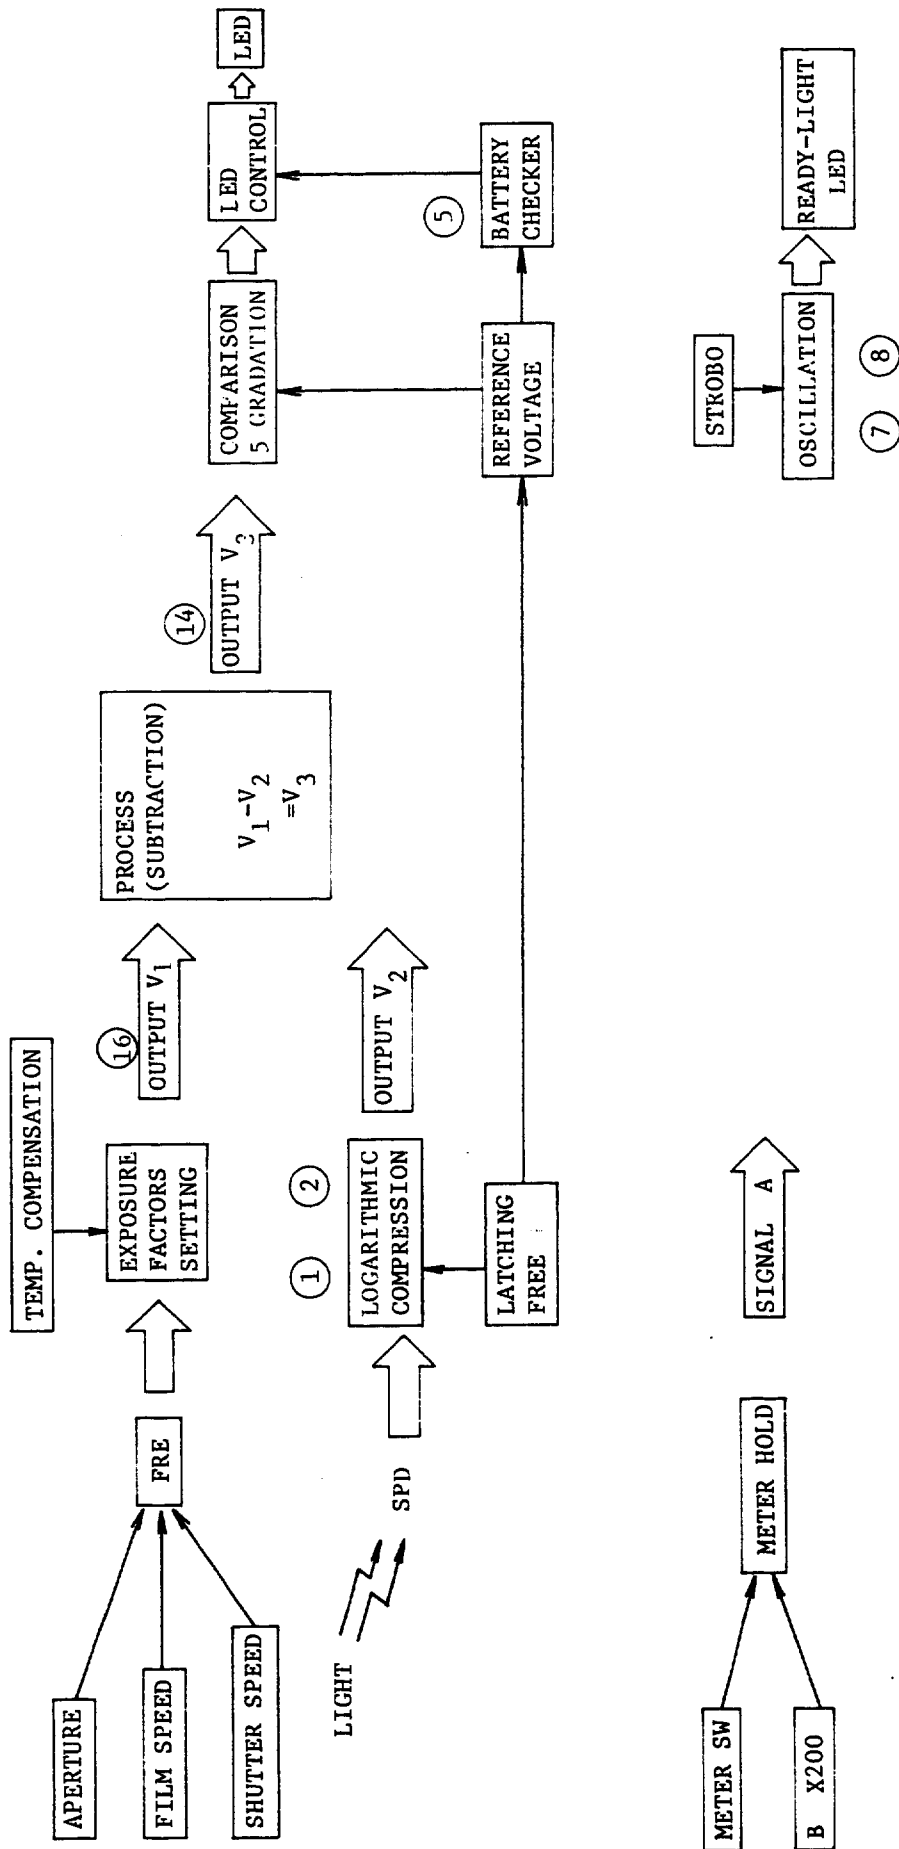 TEMP. COMPENSATION
APERTURE
FILM SPEED
SHUTTER SPEED
FRE
EXPOSURE
FACTORS
SETTING
16
OUTPUT V1
PROCESS
(SUBTRACTION)
V1-V2
=V3
14
OUTPUT V3
COMPARISON
5 GRADATION
LED
CONTROL
LED
LIGHT
SPD
1
2
LOGARITHMIC
COMPRESSION
OUTPUT V2
LATCHING
FREE
REFERENCE
VOLTAGE
5
BATTERY
CHECKER
METER SW
B X200
METER HOLD
SIGNAL A
STROBO
OSCILLATION
7
8
READY-LIGHT
LED